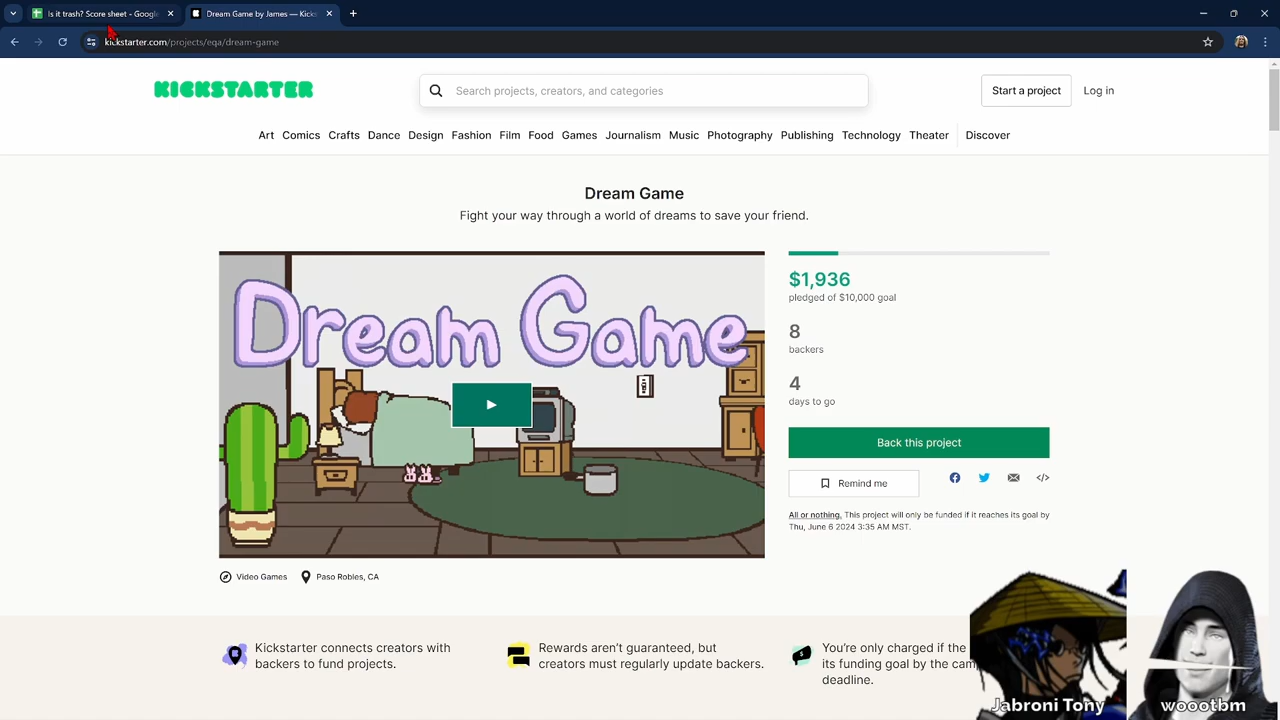 Is it trash? Score sheet - Google
Dream Game by James — Kicks
kickstarter.com/projects/eqa/dream-game
KICKSTARTER
Search projects, creators, and categories
Start a project
Log in
Art Comics Crafts Dance Design Fashion Film Food Games Journalism Music Photography Publishing Technology Theater Discover
Dream Game
Fight your way through a world of dreams to save your friend.
Dream Game
$1,936
pledged of $10,000 goal
8
backers
4
days to go
Back this project
Remind me
All or nothing. This project will only be funded if it reaches its goal by
Thu, June 6 2024 3:35 AM MST.
Video Games
Paso Robles, CA
Kickstarter connects creators with
backers to fund projects.
Rewards aren't guaranteed, but
creators must regularly update backers.
You're only charged if the
its funding goal by the cam
deadline.
Jabroni Tony
woootbm